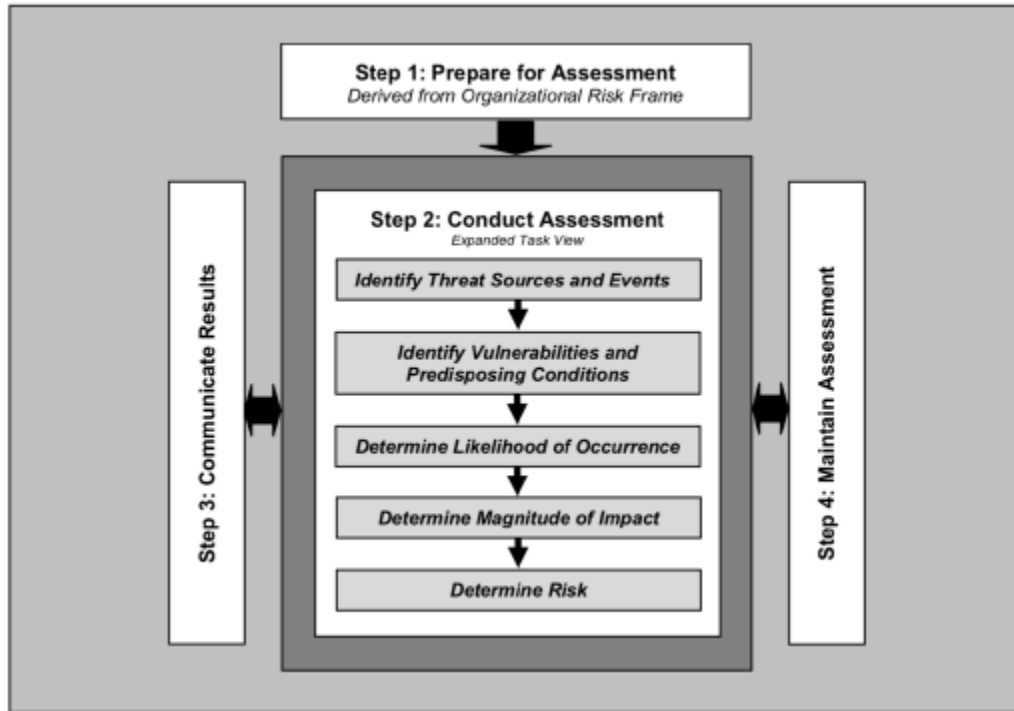 Step 1: Prepare for Assessment
Derived from Organizational Risk Frame
Step 2: Conduct Assessment
Expanded Task View
Identify Threat Sources and Events
Identify Vulnerabilities and
Predisposing Conditions
Determine Likelihood of Occurrence
Determine Magnitude of Impact
Determine Risk
Step 3: Communicate Results
Step 4: Maintain Assessment